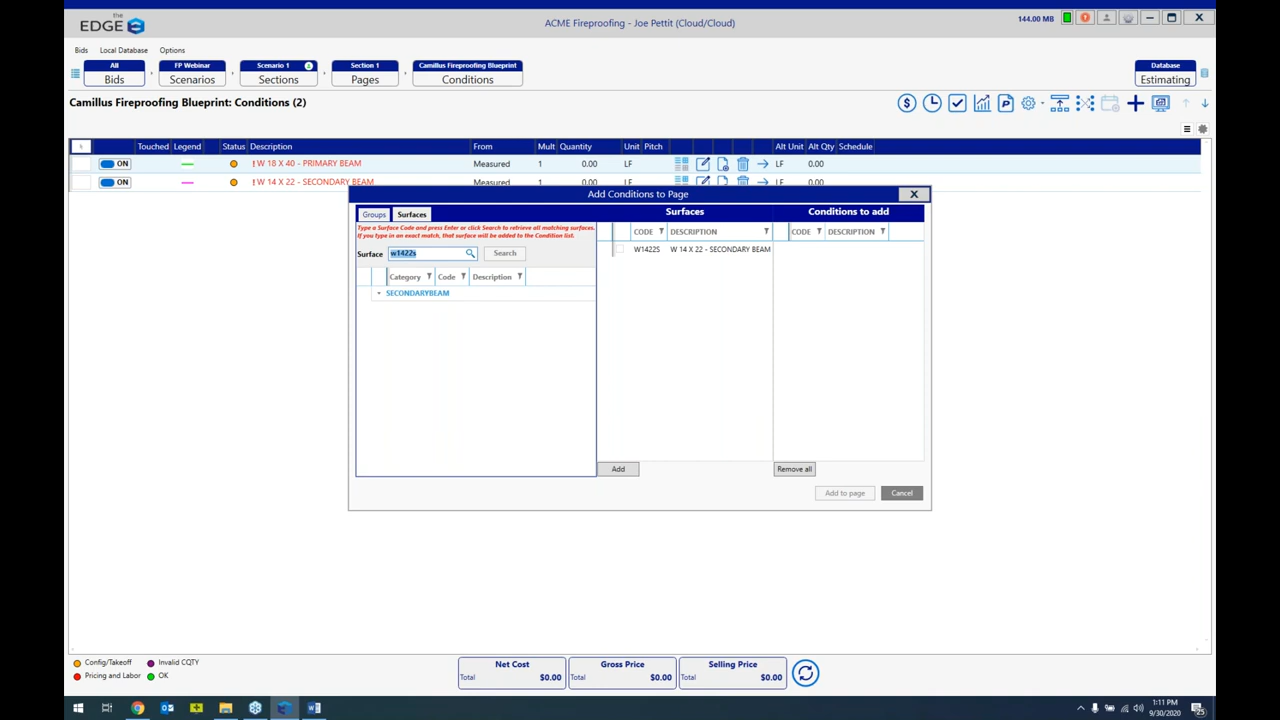 the
EDGE
ACME Fireproofing - Joe Pettit (Cloud/Cloud)
144.00 MB
Bids Local Database Options
All
Bids
FP Webinar
Scenarios
Scenario 1
Sections
Section 1
Pages
Camillus Fireproofing Blueprint
Conditions
Database
Estimating
Camillus Fireproofing Blueprint: Conditions (2)
Touched Legend Status Description From Mult Quantity Unit Pitch Alt Unit Alt Qty Schedule
ON ! W 18 X 40 - PRIMARY BEAM Measured 1 0.00 LF LF 0.00
ON ! W 14 X 22 - SECONDARY BEAM Measured 1 0.00 LF LF 0.00
Add Conditions to Page X
Groups Surfaces
Surfaces
Conditions to add
Type a Surface Code and press Enter or click Search to retrieve all matching surfaces.
If you type in an exact match, that surface will be added to the Condition list.
CODE DESCRIPTION
CODE DESCRIPTION
Surface w1422s Search
W1422S W 14 X 22 - SECONDARY BEAM
Category Code Description
SECONDARYBEAM
Add
Remove all
Add to page Cancel
Config/Takeoff Invalid CQTY
Pricing and Labor OK
Net Cost
Total $0.00
Gross Price
Total $0.00
Selling Price
Total $0.00
1:11 PM
9/30/2020
25